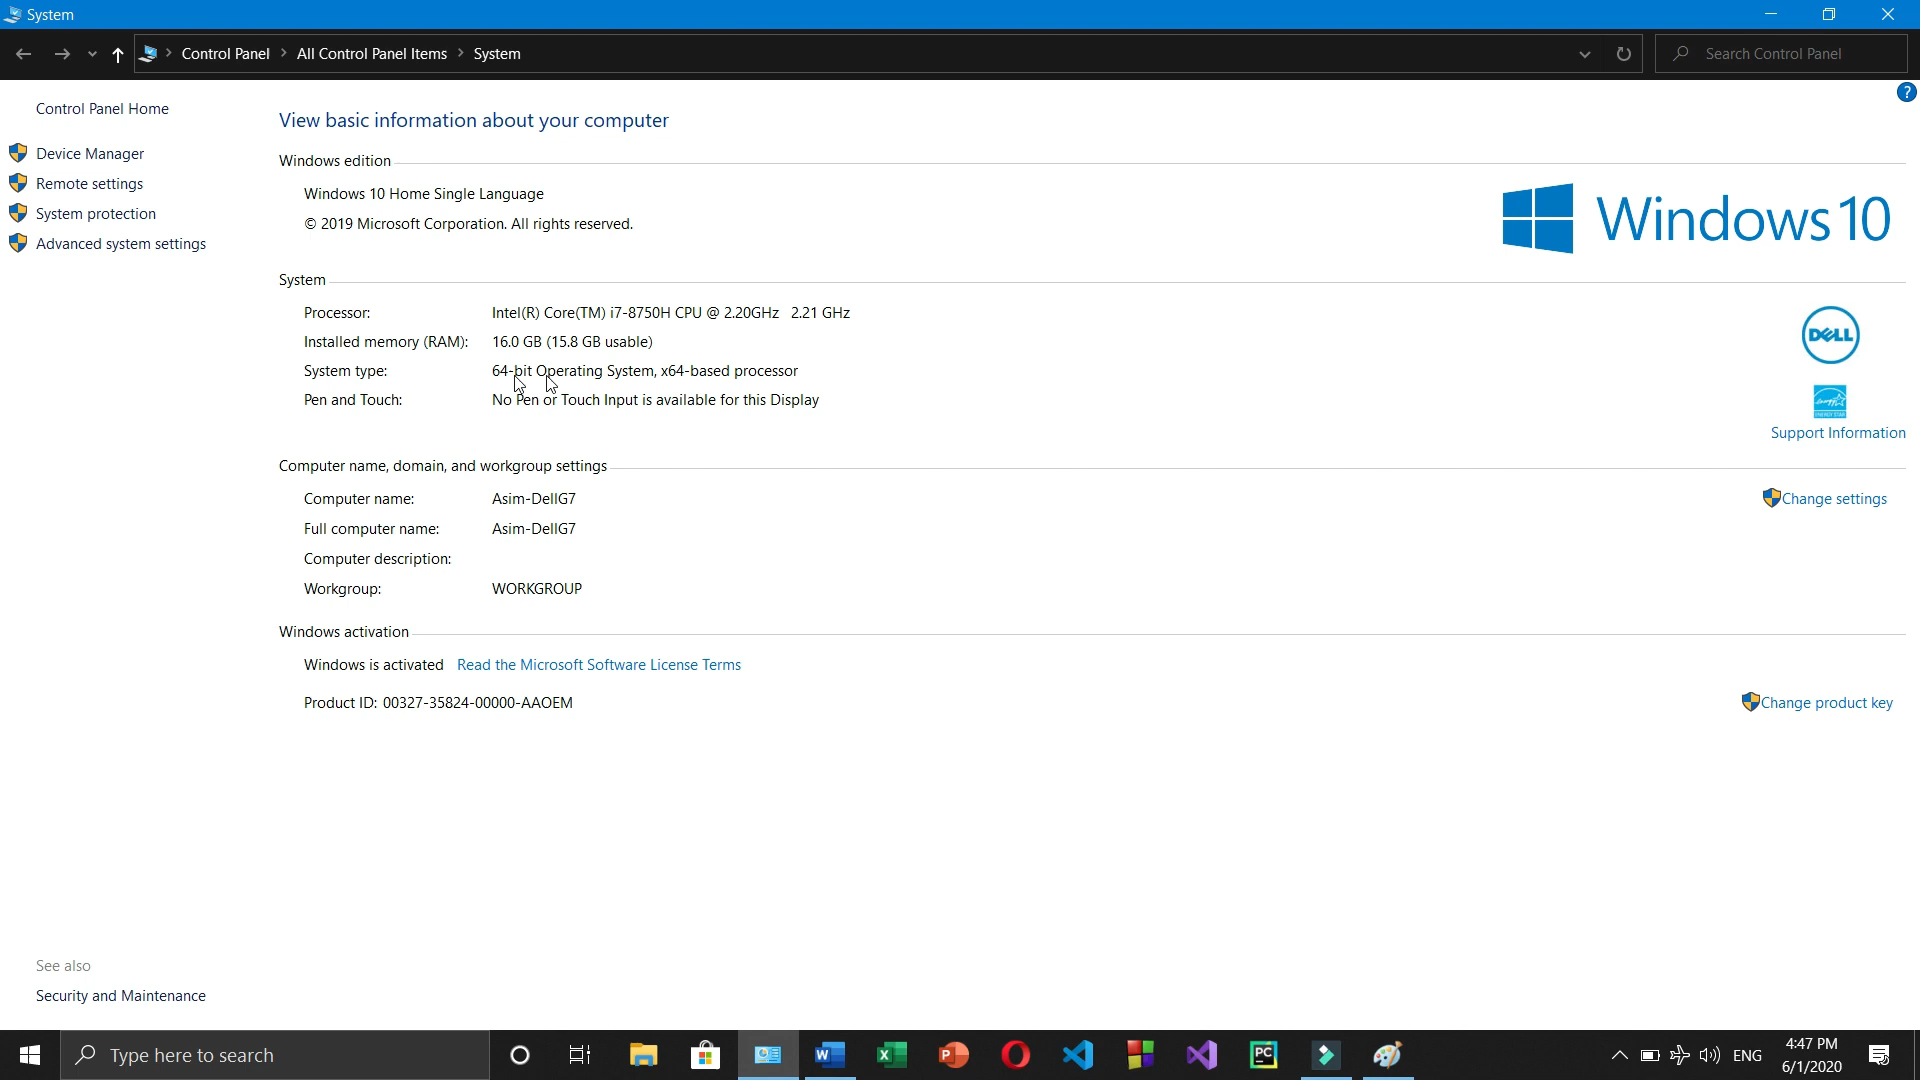 System
Control Panel > All Control Panel Items > System
Search Control Panel
?
Control Panel Home
Device Manager
Remote settings
System protection
Advanced system settings
View basic information about your computer
Windows edition
Windows 10 Home Single Language
© 2019 Microsoft Corporation. All rights reserved.
Windows 10
System
Processor: Intel(R) Core(TM) i7-8750H CPU @ 2.20GHz 2.21 GHz
Installed memory (RAM): 16.0 GB (15.8 GB usable)
System type: 64-bit Operating System, x64-based processor
Pen and Touch: No Pen or Touch Input is available for this Display
DELL
ENERGY STAR
Support Information
Computer name, domain, and workgroup settings
Computer name: Asim-DellG7
Change settings
Full computer name: Asim-DellG7
Computer description:
Workgroup: WORKGROUP
Windows activation
Windows is activated Read the Microsoft Software License Terms
Product ID: 00327-35824-00000-AAOEM
Change product key
See also
Security and Maintenance
Type here to search
W
X
P
PC
ENG
4:47 PM
6/1/2020